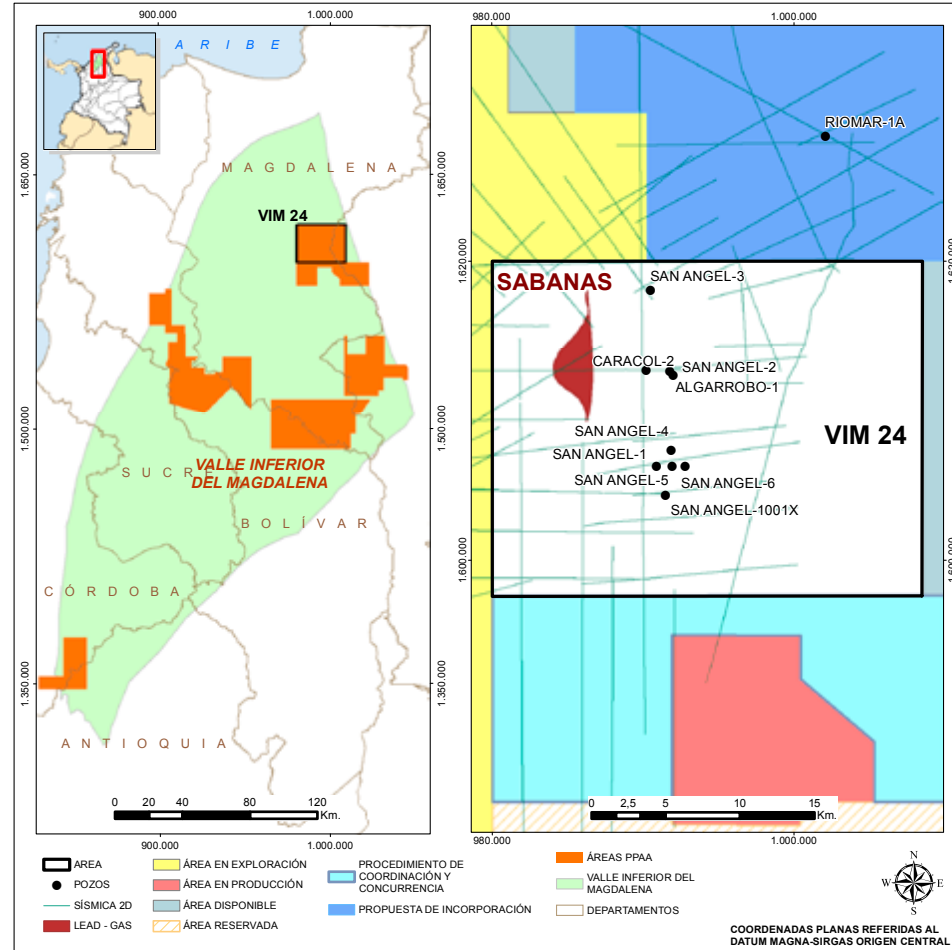 900.000
1.000.000
980.000
1.000.000
A R I B E
MAGDALENA
VIM 24
1.650.000
1.650.000
1.500.000
1.500.000
1.350.000
1.350.000
VALLE INFERIOR
DEL MAGDALENA
SUCRE
BOLÍVAR
CÓRDOBA
ANTIOQUIA
0 20 40 80 120
Km.
900.000
1.000.000
RIOMAR-1A
1.620.000
SABANAS
SAN ANGEL-3
CARACOL-2
SAN ANGEL-2
ALGARROBO-1
VIM 24
SAN ANGEL-4
SAN ANGEL-1
SAN ANGEL-5
SAN ANGEL-6
SAN ANGEL-1001X
1.600.000
0 2,5 5 10 15
Km.
980.000
1.000.000
AREA
POZOS
SÍSMICA 2D
LEAD - GAS
ÁREA EN EXPLORACIÓN
ÁREA EN PRODUCCIÓN
ÁREA DISPONIBLE
ÁREA RESERVADA
PROCEDIMIENTO DE
COORDINACIÓN Y
CONCURRENCIA
PROPUESTA DE INCORPORACIÓN
ÁREAS PPAA
VALLE INFERIOR DEL
MAGDALENA
DEPARTAMENTOS
N
W E
S
COORDENADAS PLANAS REFERIDAS AL
DATUM MAGNA-SIRGAS ORIGEN CENTRAL